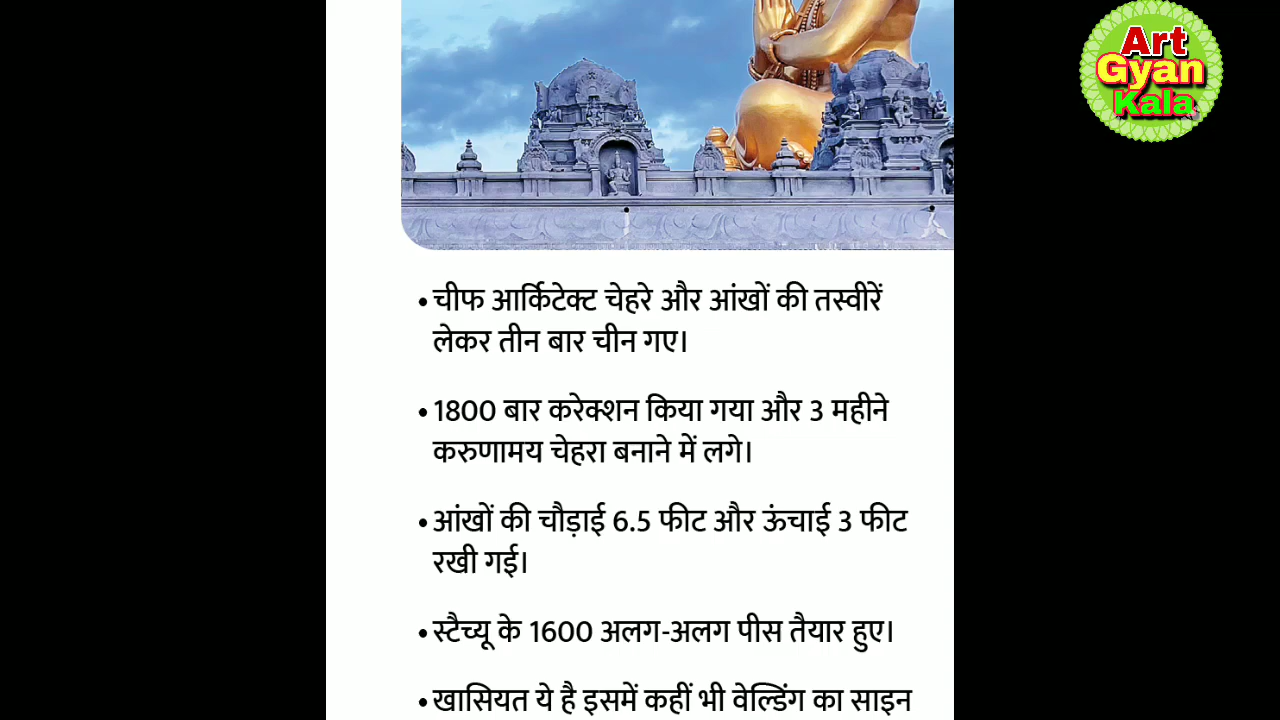 Art
Gyan
Kala
• चीफ आर्किटेक्ट चेहरे और आंखों की तस्वीरें
लेकर तीन बार चीन गए।
• 1800 बार करेक्शन किया गया और 3 महीने
करुणामय चेहरा बनाने में लगे।
• आंखों की चौड़ाई 6.5 फीट और ऊंचाई 3 फीट
रखी गई।
• स्टैच्यू के 1600 अलग-अलग पीस तैयार हुए।
• खासियत ये है इसमें कहीं भी वेल्डिंग का साइन